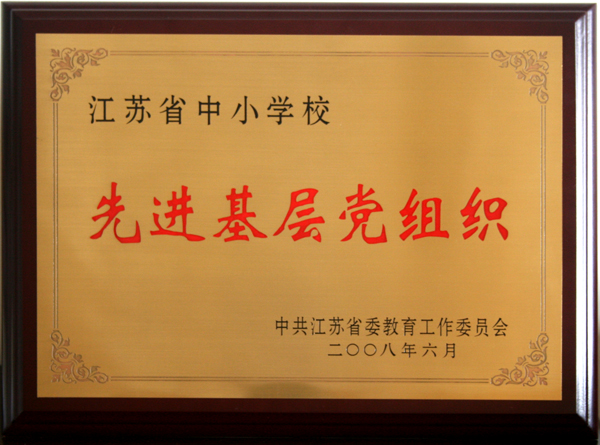 江苏省中小学校
先进基层党组织
中共江苏省委教育工作委员会
二〇〇八年六月